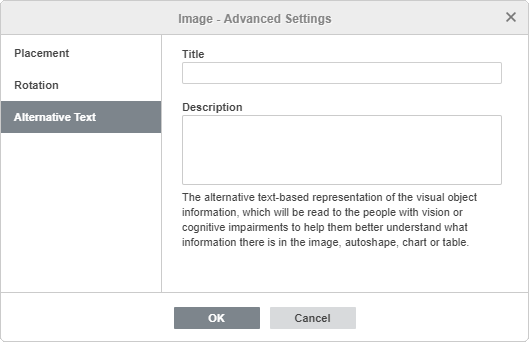 Image - Advanced Settings
Placement
Rotation
Alternative Text
Title
Description
The alternative text-based representation of the visual object
information, which will be read to the people with vision or
cognitive impairments to help them better understand what
information there is in the image, autoshape, chart or table.
OK
Cancel